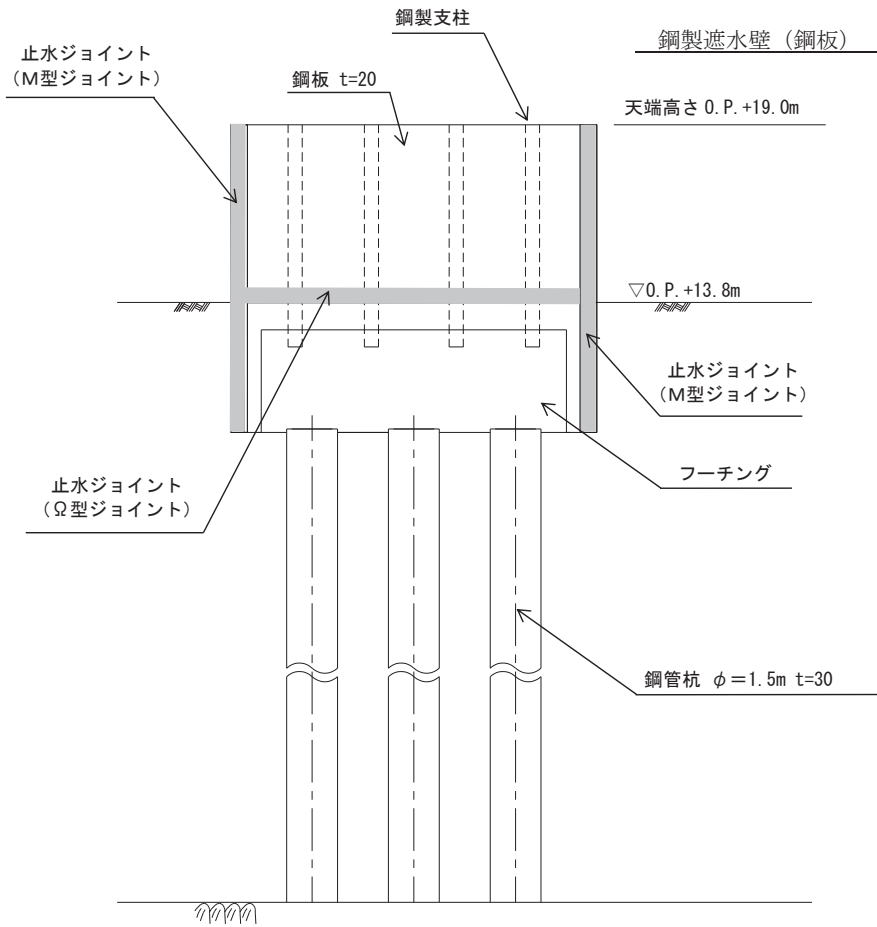 鋼製支柱
鋼製遮水壁（鋼板）
止水ジョイント
（M型ジョイント）
鋼板 t=20
天端高さ O.P.+19.0m
▽O.P.+13.8m
止水ジョイント
（M型ジョイント）
止水ジョイント
（Ω型ジョイント）
フーチング
鋼管杭 φ＝1.5m t=30